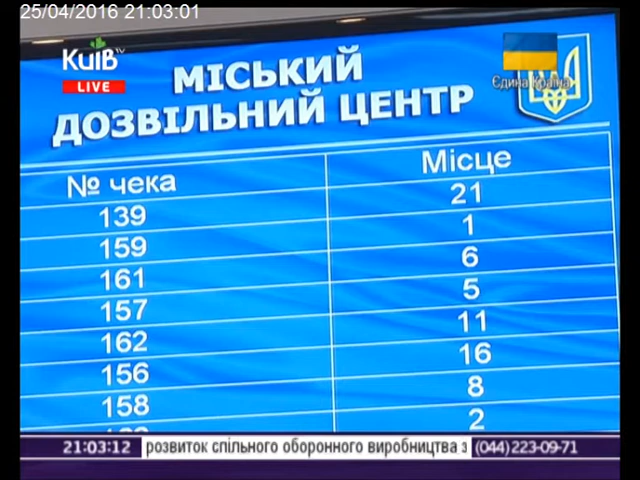 25/04/2016 21:03:01
КиїВ tv
LIVE
Єдина Країна
МІСЬКИЙ
ДОЗВІЛЬНИЙ ЦЕНТР
№ чека Місце
139 21
159 1
161 6
157 5
162 11
156 16
158 8
2
21:03:12 розвиток спільного оборонного виробництва з (044)223-09-71